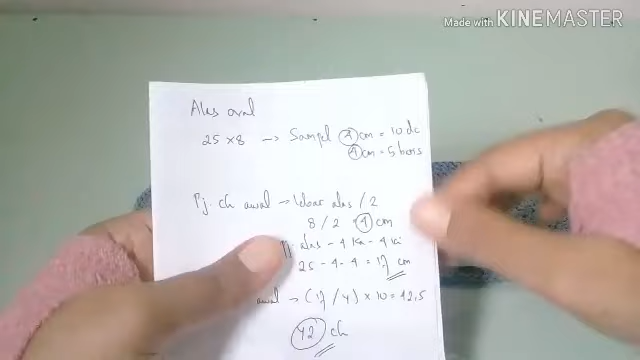 Made with KINEMASTER
Alas oval
25 x 8 → Sampel 4 cm = 10 dc
4 cm = 5 baris
Pj. ch awal → lebar alas / 2
8 / 2 = 4 cm
Pj alas - 4 ka - 4 ki
25 - 4 - 4 = 17 cm
awal → (17 / 4) x 10 = 42,5
42 ch